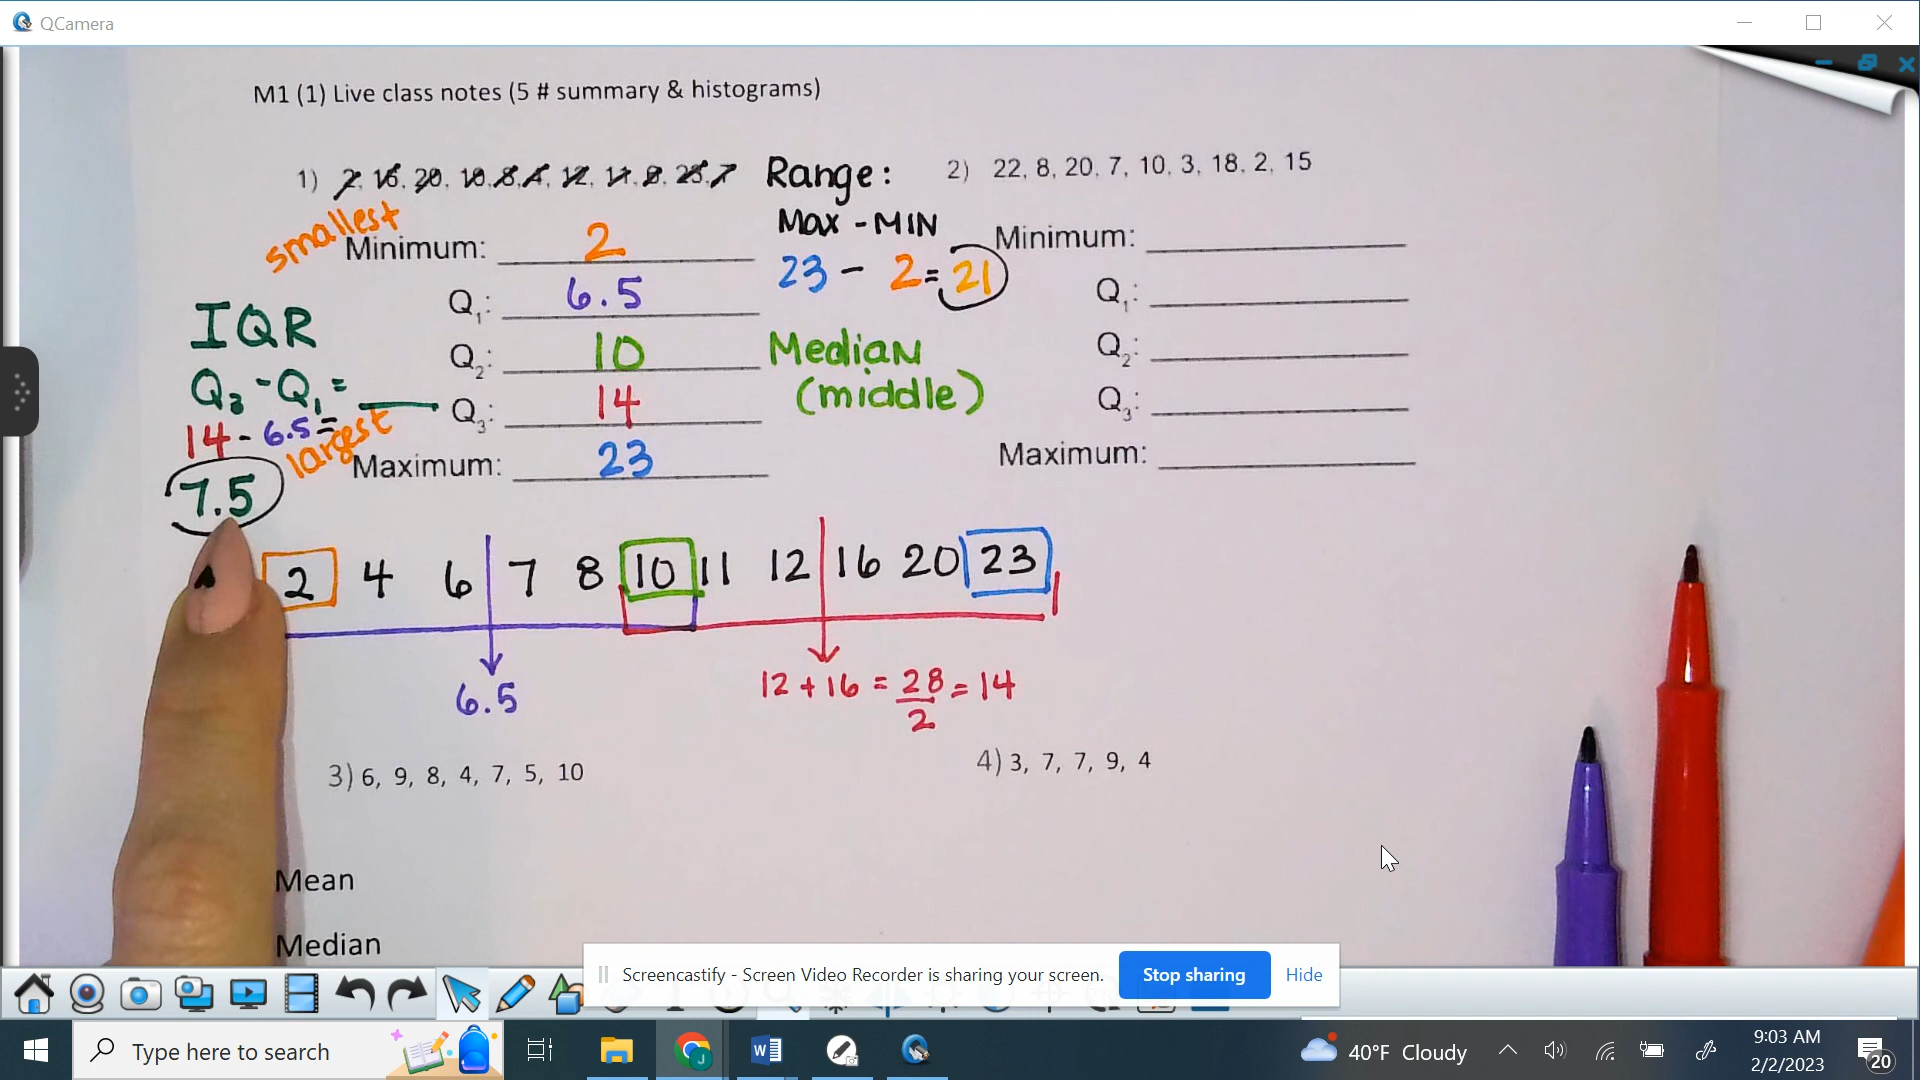 QCamera
M1 (1) Live class notes (5 # summary & histograms)
1) 2, 16, 20, 10, 8, 4, 12, 11, 23, 7
Range:
2) 22, 8, 20, 7, 10, 3, 18, 2, 15
smallest
Minimum: 2
Max - MIN
Minimum:
23 - 2 = 21
Q1: 6.5
Q1:
IQR
Q2: 10
Median
(middle)
Q2:
Q3 - Q1 =
Q3: 14
Q3:
14 - 6.5 =
largest
Maximum: 23
Maximum:
7.5
2 4 6 7 8 10 11 12 16 20 23
6.5
12 + 16 = 28/2 = 14
3) 6, 9, 8, 4, 7, 5, 10
4) 3, 7, 7, 9, 4
Mean
Median
Screencastify - Screen Video Recorder is sharing your screen.
Stop sharing
Hide
Type here to search
40°F Cloudy
9:03 AM
2/2/2023
20